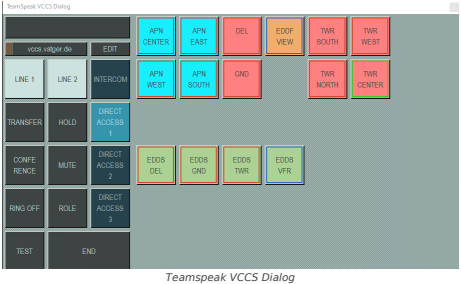 TeamSpeak VCCS Dialog
APN CENTER
APN EAST
DEL
EDDF VIEW
TWR SOUTH
TWR WEST
vccs.vatger.de
EDIT
LINE 1
LINE 2
INTERCOM
APN WEST
APN SOUTH
GND
TWR NORTH
TWR CENTER
TRANSFER
HOLD
DIRECT ACCESS 1
CONFE RENCE
MUTE
DIRECT ACCESS 2
EDDS DEL
EDDS GND
EDDS TWR
EDDS VFR
RING OFF
ROLE
DIRECT ACCESS 3
TEST
END
Teamspeak VCCS Dialog